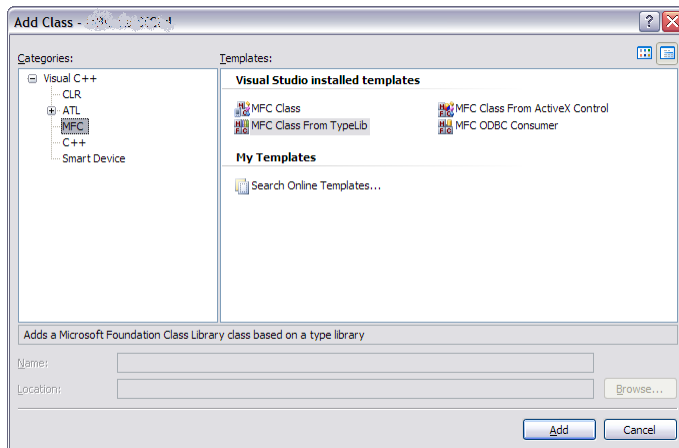 Add Class -
Categories:
Templates:
Visual C++
CLR
ATL
MFC
C++
Smart Device
Visual Studio installed templates
MFC Class
MFC Class From ActiveX Control
MFC Class From TypeLib
MFC ODBC Consumer
My Templates
Search Online Templates...
Adds a Microsoft Foundation Class Library class based on a type library
Name:
Location:
Browse...
Add
Cancel